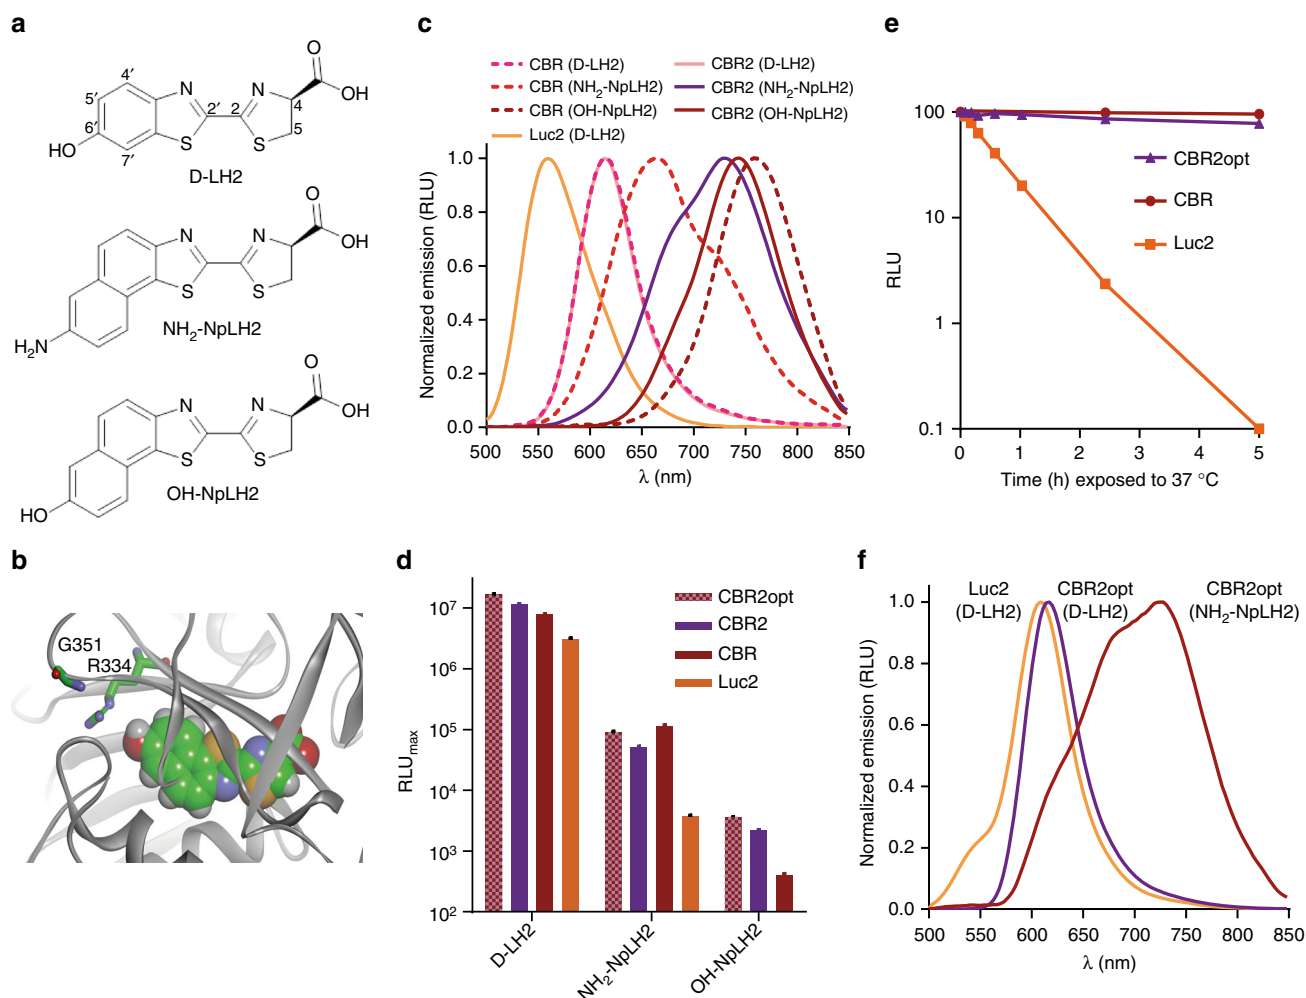 a
O
4′
N
N
OH
5′
2′
2
4
6′
S
S
5
HO
7′
D-LH2
O
N
N
OH
S
S
H₂N
NH₂-NpLH2
O
N
N
OH
S
S
HO
OH-NpLH2
b
G351
R334
c
CBR (D-LH2)
CBR2 (D-LH2)
CBR (NH₂-NpLH2)
CBR2 (NH₂-NpLH2)
CBR (OH-NpLH2)
CBR2 (OH-NpLH2)
Luc2 (D-LH2)
Normalized emission (RLU)
1.0
0.8
0.6
0.4
0.2
0.0
500 550 600 650 700 750 800 850
λ (nm)
d
CBR2opt
CBR2
CBR
Luc2
RLUmax
10⁷
10⁶
10⁵
10⁴
10³
10²
D-LH2
NH₂-NpLH2
OH-NpLH2
e
100
10
1
0.1
RLU
CBR2opt
CBR
Luc2
0 1 2 3 4 5
Time (h) exposed to 37 °C
f
Luc2
(D-LH2)
CBR2opt
(D-LH2)
CBR2opt
(NH₂-NpLH2)
Normalized emission (RLU)
1.0
0.8
0.6
0.4
0.2
0.0
500 550 600 650 700 750 800 850
λ (nm)